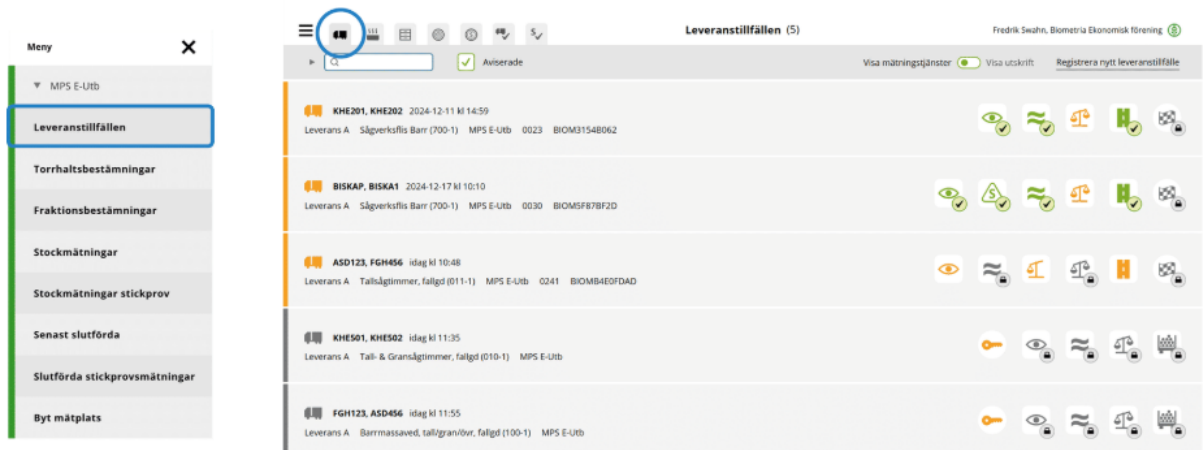 Meny
MPS E-Utb
Leveranstillfällen
Torrhaltsbestämningar
Fraktionsbestämningar
Stockmätningar
Stockmätningar stickprov
Senast slutförda
Slutförda stickprovsmätningar
Byt mätplats
Leveranstillfällen (5)
Fredrik Swahn, Biometria Ekonomisk förening
Aviserade
Visa mätningstjänster Visa utskrift Registrera nytt leveranstillfälle
KHE201, KHE202 2024-12-11 kl 14:59
Leverans A Sågverksflis Barr (700-1) MPS E-Utb 0023 BIOM3154B062
BISKAP, BISKA1 2024-12-17 kl 10:10
Leverans A Sågverksflis Barr (700-1) MPS E-Utb 0030 BIOM5F87BF2D
ASD123, FGH456 idag kl 10:48
Leverans A Tallsågtimmer, fallgd (011-1) MPS E-Utb 0241 BIOMB4E0FDAD
KHE501, KHE502 idag kl 11:35
Leverans A Tall- & Gransågtimmer, fallgd (010-1) MPS E-Utb
FGH123, ASD456 idag kl 11:55
Leverans A Barrmassaved, tall/gran/övr, fallgd (100-1) MPS E-Utb